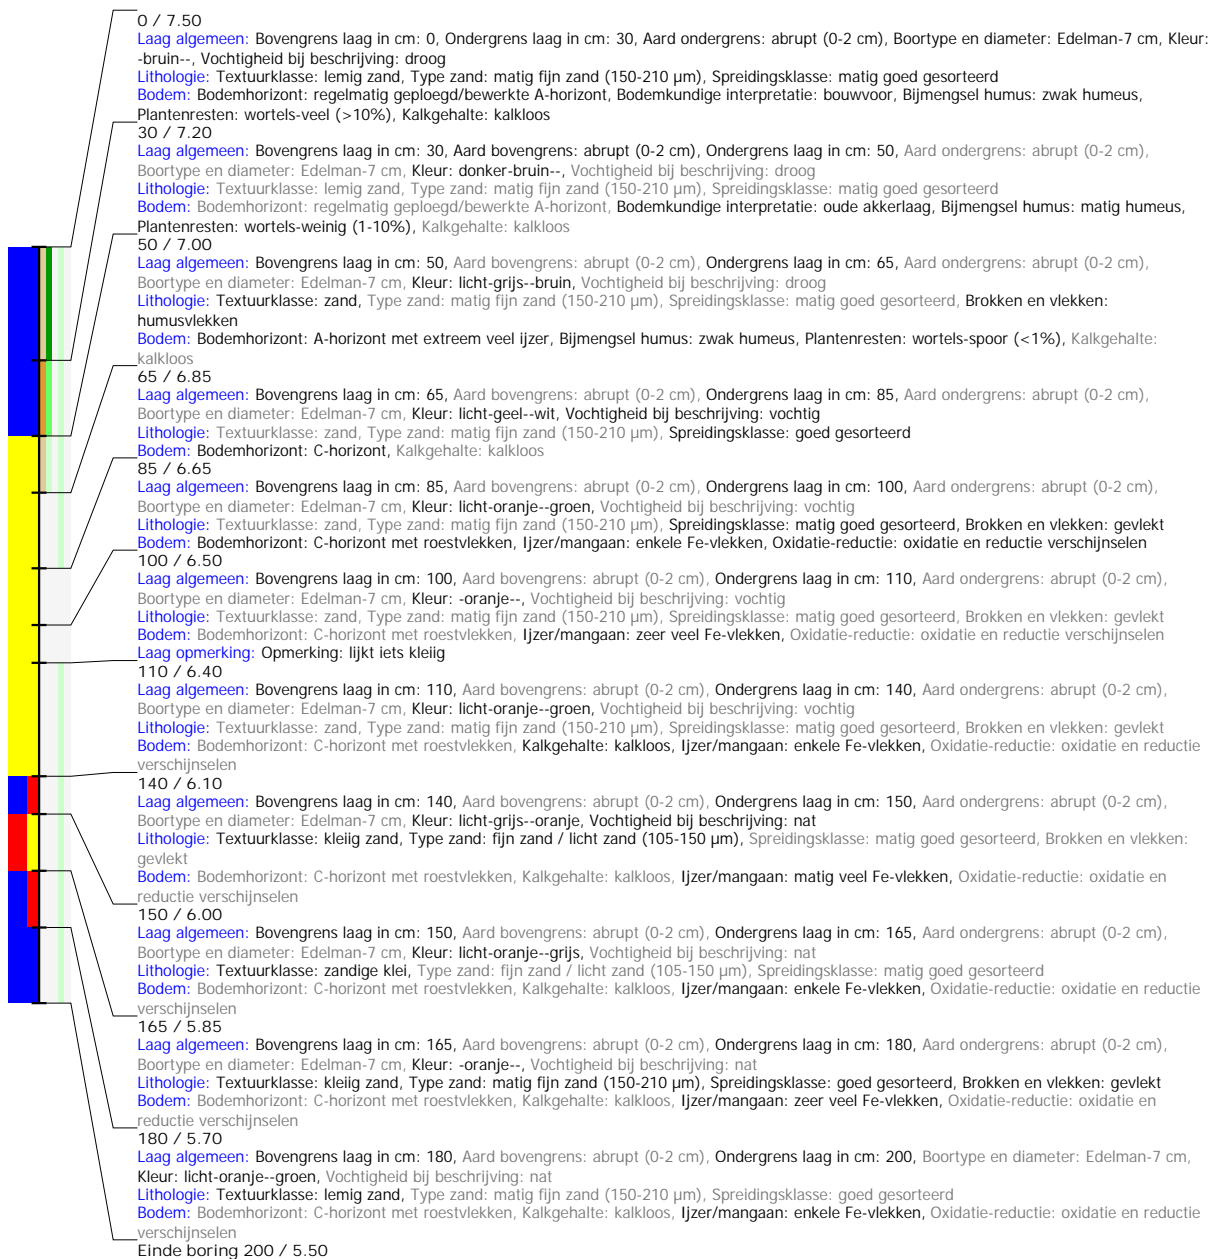 0 / 7.50
Laag algemeen: Bovengrens laag in cm: 0, Ondergrens laag in cm: 30, Aard ondergrens: abrupt (0-2 cm), Boortype en diameter: Edelman-7 cm, Kleur:
-bruin--, Vochtigheid bij beschrijving: droog
Lithologie: Textuurklasse: lemig zand, Type zand: matig fijn zand (150-210 µm), Spreidingsklasse: matig goed gesorteerd
Bodem: Bodemhorizont: regelmatig geploegd/bewerkte A-horizont, Bodemkundige interpretatie: bouwvoor, Bijmengsel humus: zwak humeus,
Plantenresten: wortels-veel (>10%), Kalkgehalte: kalkloos
30 / 7.20
Laag algemeen: Bovengrens laag in cm: 30, Aard bovengrens: abrupt (0-2 cm), Ondergrens laag in cm: 50, Aard ondergrens: abrupt (0-2 cm),
Boortype en diameter: Edelman-7 cm, Kleur: donker-bruin--, Vochtigheid bij beschrijving: droog
Lithologie: Textuurklasse: lemig zand, Type zand: matig fijn zand (150-210 µm), Spreidingsklasse: matig goed gesorteerd
Bodem: Bodemhorizont: regelmatig geploegd/bewerkte A-horizont, Bodemkundige interpretatie: oude akkerlaag, Bijmengsel humus: matig humeus,
Plantenresten: wortels-weinig (1-10%), Kalkgehalte: kalkloos
50 / 7.00
Laag algemeen: Bovengrens laag in cm: 50, Aard bovengrens: abrupt (0-2 cm), Ondergrens laag in cm: 65, Aard ondergrens: abrupt (0-2 cm),
Boortype en diameter: Edelman-7 cm, Kleur: licht-grijs--bruin, Vochtigheid bij beschrijving: droog
Lithologie: Textuurklasse: zand, Type zand: matig fijn zand (150-210 µm), Spreidingsklasse: matig goed gesorteerd, Brokken en vlekken:
humusvlekken
Bodem: Bodemhorizont: A-horizont met extreem veel ijzer, Bijmengsel humus: zwak humeus, Plantenresten: wortels-spoor (<1%), Kalkgehalte:
kalkloos
65 / 6.85
Laag algemeen: Bovengrens laag in cm: 65, Aard bovengrens: abrupt (0-2 cm), Ondergrens laag in cm: 85, Aard ondergrens: abrupt (0-2 cm),
Boortype en diameter: Edelman-7 cm, Kleur: licht-geel--wit, Vochtigheid bij beschrijving: vochtig
Lithologie: Textuurklasse: zand, Type zand: matig fijn zand (150-210 µm), Spreidingsklasse: goed gesorteerd
Bodem: Bodemhorizont: C-horizont, Kalkgehalte: kalkloos
85 / 6.65
Laag algemeen: Bovengrens laag in cm: 85, Aard bovengrens: abrupt (0-2 cm), Ondergrens laag in cm: 100, Aard ondergrens: abrupt (0-2 cm),
Boortype en diameter: Edelman-7 cm, Kleur: licht-oranje--groen, Vochtigheid bij beschrijving: vochtig
Lithologie: Textuurklasse: zand, Type zand: matig fijn zand (150-210 µm), Spreidingsklasse: matig goed gesorteerd, Brokken en vlekken: gevlekt
Bodem: Bodemhorizont: C-horizont met roestvlekken, Ijzer/mangaan: enkele Fe-vlekken, Oxidatie-reductie: oxidatie en reductie verschijnselen
100 / 6.50
Laag algemeen: Bovengrens laag in cm: 100, Aard bovengrens: abrupt (0-2 cm), Ondergrens laag in cm: 110, Aard ondergrens: abrupt (0-2 cm),
Boortype en diameter: Edelman-7 cm, Kleur: -oranje--, Vochtigheid bij beschrijving: vochtig
Lithologie: Textuurklasse: zand, Type zand: matig fijn zand (150-210 µm), Spreidingsklasse: matig goed gesorteerd, Brokken en vlekken: gevlekt
Bodem: Bodemhorizont: C-horizont met roestvlekken, Ijzer/mangaan: zeer veel Fe-vlekken, Oxidatie-reductie: oxidatie en reductie verschijnselen
Laag opmerking: Opmerking: lijkt iets kleiig
110 / 6.40
Laag algemeen: Bovengrens laag in cm: 110, Aard bovengrens: abrupt (0-2 cm), Ondergrens laag in cm: 140, Aard ondergrens: abrupt (0-2 cm),
Boortype en diameter: Edelman-7 cm, Kleur: licht-oranje--groen, Vochtigheid bij beschrijving: vochtig
Lithologie: Textuurklasse: zand, Type zand: matig fijn zand (150-210 µm), Spreidingsklasse: matig goed gesorteerd, Brokken en vlekken: gevlekt
Bodem: Bodemhorizont: C-horizont met roestvlekken, Kalkgehalte: kalkloos, Ijzer/mangaan: enkele Fe-vlekken, Oxidatie-reductie: oxidatie en reductie
verschijnselen
140 / 6.10
Laag algemeen: Bovengrens laag in cm: 140, Aard bovengrens: abrupt (0-2 cm), Ondergrens laag in cm: 150, Aard ondergrens: abrupt (0-2 cm),
Boortype en diameter: Edelman-7 cm, Kleur: licht-grijs--oranje, Vochtigheid bij beschrijving: nat
Lithologie: Textuurklasse: kleiig zand, Type zand: fijn zand / licht zand (105-150 µm), Spreidingsklasse: matig goed gesorteerd, Brokken en vlekken:
gevlekt
Bodem: Bodemhorizont: C-horizont met roestvlekken, Kalkgehalte: kalkloos, Ijzer/mangaan: matig veel Fe-vlekken, Oxidatie-reductie: oxidatie en
reductie verschijnselen
150 / 6.00
Laag algemeen: Bovengrens laag in cm: 150, Aard bovengrens: abrupt (0-2 cm), Ondergrens laag in cm: 165, Aard ondergrens: abrupt (0-2 cm),
Boortype en diameter: Edelman-7 cm, Kleur: licht-oranje--grijs, Vochtigheid bij beschrijving: nat
Lithologie: Textuurklasse: zandige klei, Type zand: fijn zand / licht zand (105-150 µm), Spreidingsklasse: matig goed gesorteerd
Bodem: Bodemhorizont: C-horizont met roestvlekken, Kalkgehalte: kalkloos, Ijzer/mangaan: enkele Fe-vlekken, Oxidatie-reductie: oxidatie en reductie
verschijnselen
165 / 5.85
Laag algemeen: Bovengrens laag in cm: 165, Aard bovengrens: abrupt (0-2 cm), Ondergrens laag in cm: 180, Aard ondergrens: abrupt (0-2 cm),
Boortype en diameter: Edelman-7 cm, Kleur: -oranje--, Vochtigheid bij beschrijving: nat
Lithologie: Textuurklasse: kleiig zand, Type zand: matig fijn zand (150-210 µm), Spreidingsklasse: goed gesorteerd, Brokken en vlekken: gevlekt
Bodem: Bodemhorizont: C-horizont met roestvlekken, Kalkgehalte: kalkloos, Ijzer/mangaan: zeer veel Fe-vlekken, Oxidatie-reductie: oxidatie en
reductie verschijnselen
180 / 5.70
Laag algemeen: Bovengrens laag in cm: 180, Aard bovengrens: abrupt (0-2 cm), Ondergrens laag in cm: 200, Boortype en diameter: Edelman-7 cm,
Kleur: licht-oranje--groen, Vochtigheid bij beschrijving: nat
Lithologie: Textuurklasse: lemig zand, Type zand: matig fijn zand (150-210 µm), Spreidingsklasse: goed gesorteerd
Bodem: Bodemhorizont: C-horizont met roestvlekken, Kalkgehalte: kalkloos, Ijzer/mangaan: enkele Fe-vlekken, Oxidatie-reductie: oxidatie en reductie
verschijnselen
Einde boring 200 / 5.50